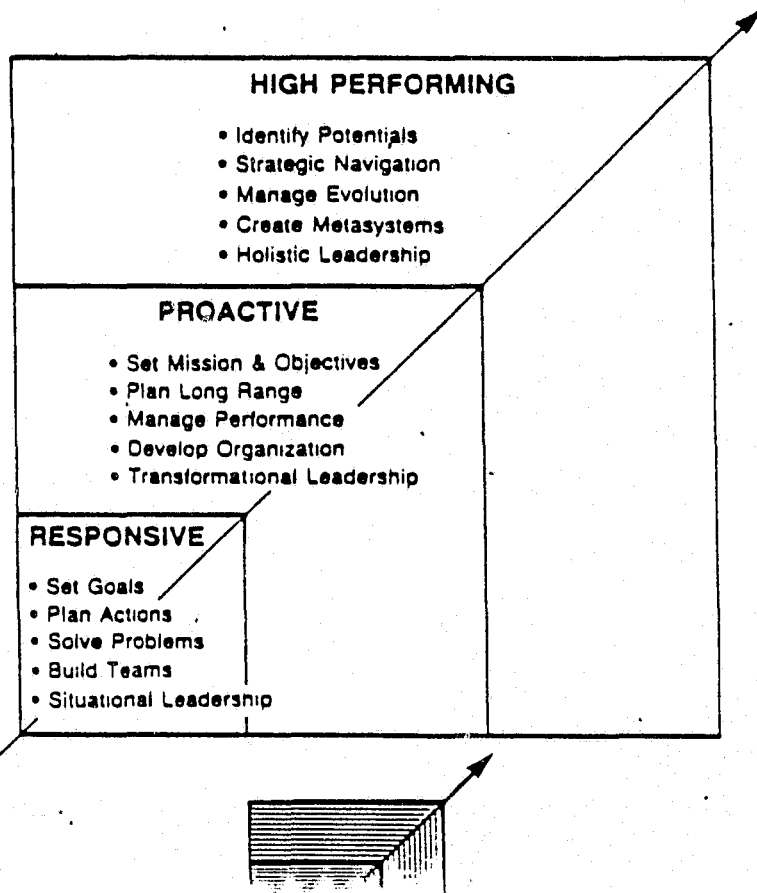 HIGH PERFORMING
• Identify Potentials
• Strategic Navigation
• Manage Evolution
• Create Metasystems
• Holistic Leadership
PROACTIVE
• Set Mission & Objectives
• Plan Long Range
• Manage Performance
• Develop Organization
• Transformational Leadership
RESPONSIVE
• Set Goals
• Plan Actions
• Solve Problems
• Build Teams
• Situational Leadership